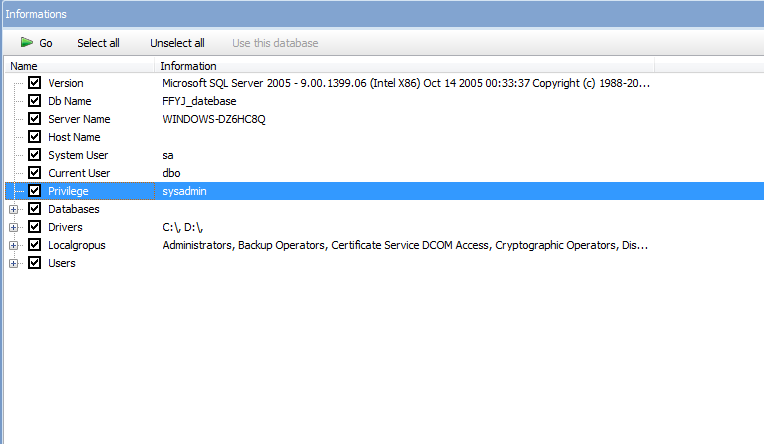 Informations
Go Select all Unselect all Use this database
Name Information
Version Microsoft SQL Server 2005 - 9.00.1399.06 (Intel X86) Oct 14 2005 00:33:37 Copyright (c) 1988-20...
Db Name FFYJ_datebase
Server Name WINDOWS-DZ6HC8Q
Host Name
System User sa
Current User dbo
Privilege sysadmin
Databases
Drivers C:\, D:\,
Localgropus Administrators, Backup Operators, Certificate Service DCOM Access, Cryptographic Operators, Dis...
Users